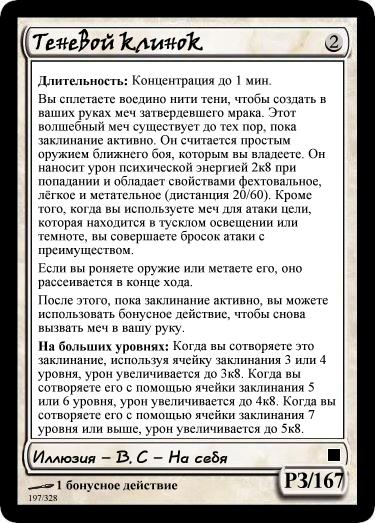 Теневой клинок
2
Длительность: Концентрация до 1 мин.
Вы сплетаете воедино нити тени, чтобы создать в
ваших руках меч затвердевшего мрака. Этот
волшебный меч существует до тех пор, пока
заклинание активно. Он считается простым
оружием ближнего боя, которым вы владеете. Он
наносит урон психической энергией 2к8 при
попадании и обладает свойствами фехтовальное,
лёгкое и метательное (дистанция 20/60). Кроме
того, когда вы используете меч для атаки цели,
которая находится в тусклом освещении или
темноте, вы совершаете бросок атаки с
преимуществом.
Если вы роняете оружие или метаете его, оно
рассеивается в конце хода.
После этого, пока заклинание активно, вы можете
использовать бонусное действие, чтобы снова
вызвать меч в вашу руку.
На больших уровнях: Когда вы сотворяете это
заклинание, используя ячейку заклинания 3 или 4
уровня, урон увеличивается до 3к8. Когда вы
сотворяете его с помощью ячейки заклинания 5
или 6 уровня, урон увеличивается до 4к8. Когда вы
сотворяете его с помощью ячейки заклинания 7
уровня или выше, урон увеличивается до 5к8.
Иллюзия – В, С – На себя
P3/167
1 бонусное действие
197/328